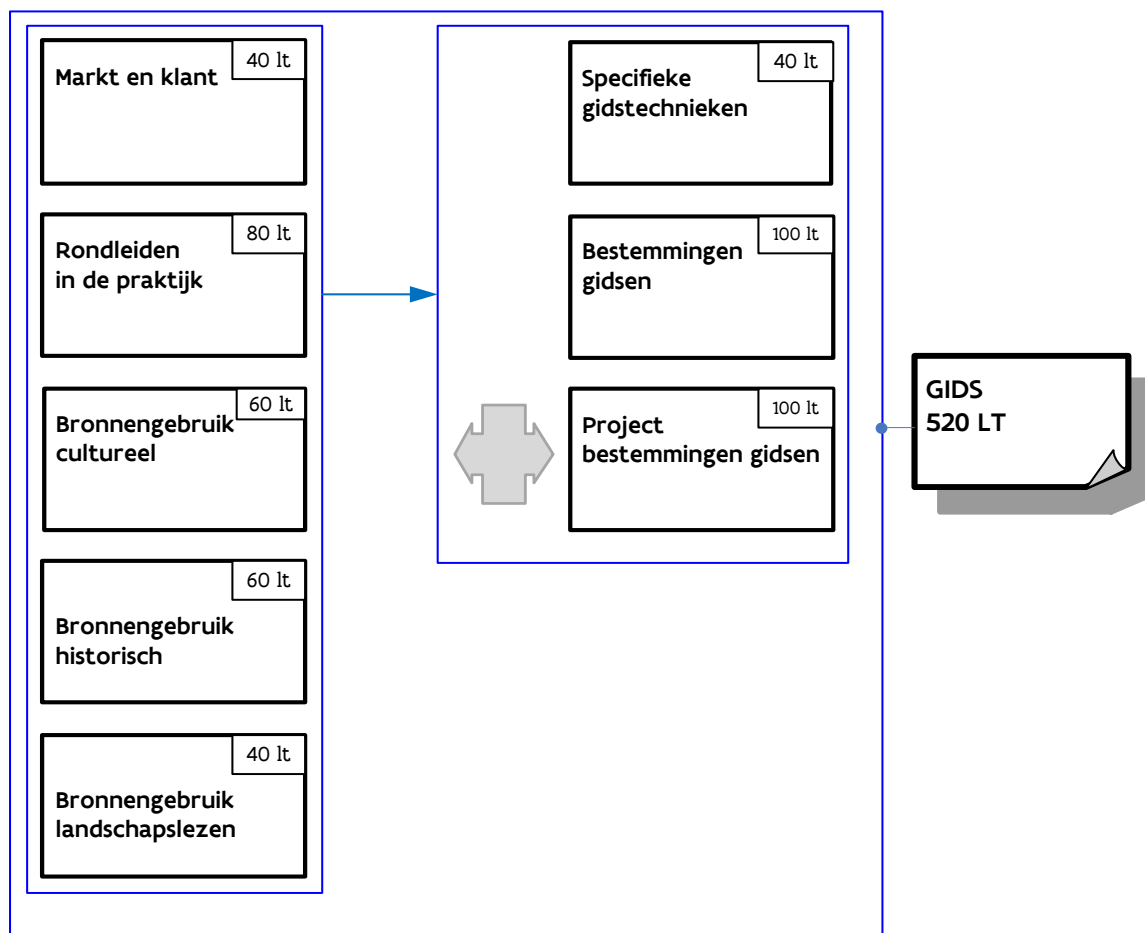 40 lt
Markt en klant
80 lt
Rondleiden
in de praktijk
60 lt
Bronnengebruik
cultureel
60 lt
Bronnengebruik
historisch
40 lt
Bronnengebruik
landschapslezen
40 lt
Specifieke
gidstechnieken
100 lt
Bestemmingen
gidsen
100 lt
Project
bestemmingen gidsen
GIDS
520 LT